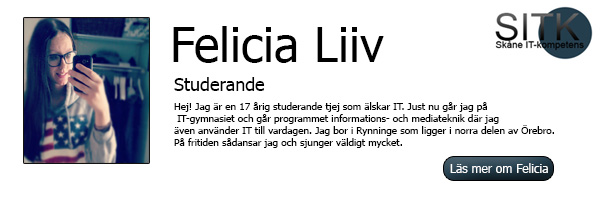 SITK
Skåne IT-kompetens
Felicia Liiv
Studerande
Hej! Jag är en 17 årig studerande tjej som älskar IT. Just nu går jag på
IT-gymnasiet och går programmet informations- och mediateknik där jag
även använder IT till vardagen. Jag bor i Rynninge som ligger i norra delen av Örebro.
På fritiden sådansar jag och sjunger väldigt mycket.
Läs mer om Felicia